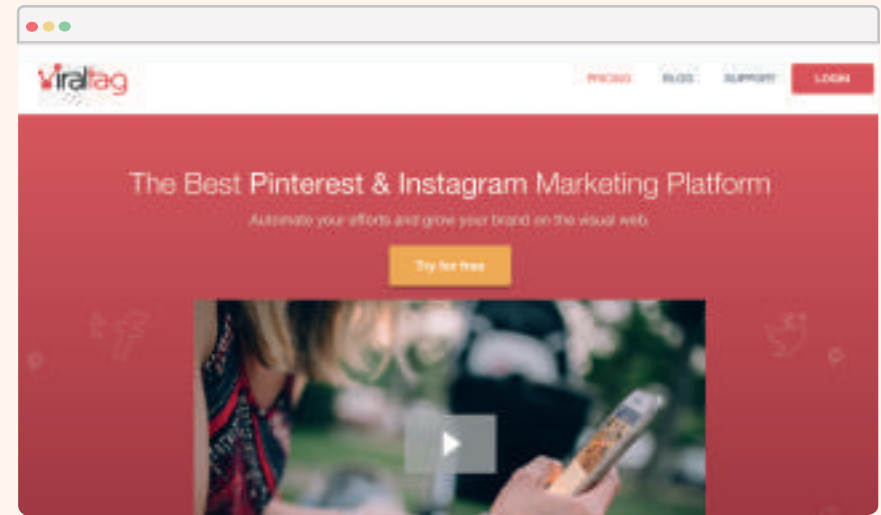 Viraltag
PRICING BLOG SUPPORT LOGIN
The Best Pinterest & Instagram Marketing Platform
Automate your efforts and grow your brand on the visual web.
Try for free